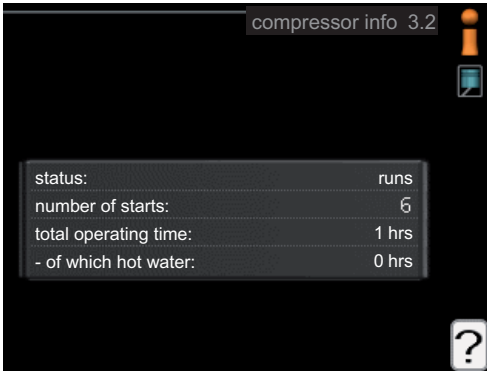 compressor info 3.2
status: runs
number of starts: 6
total operating time: 1 hrs
- of which hot water: 0 hrs
?